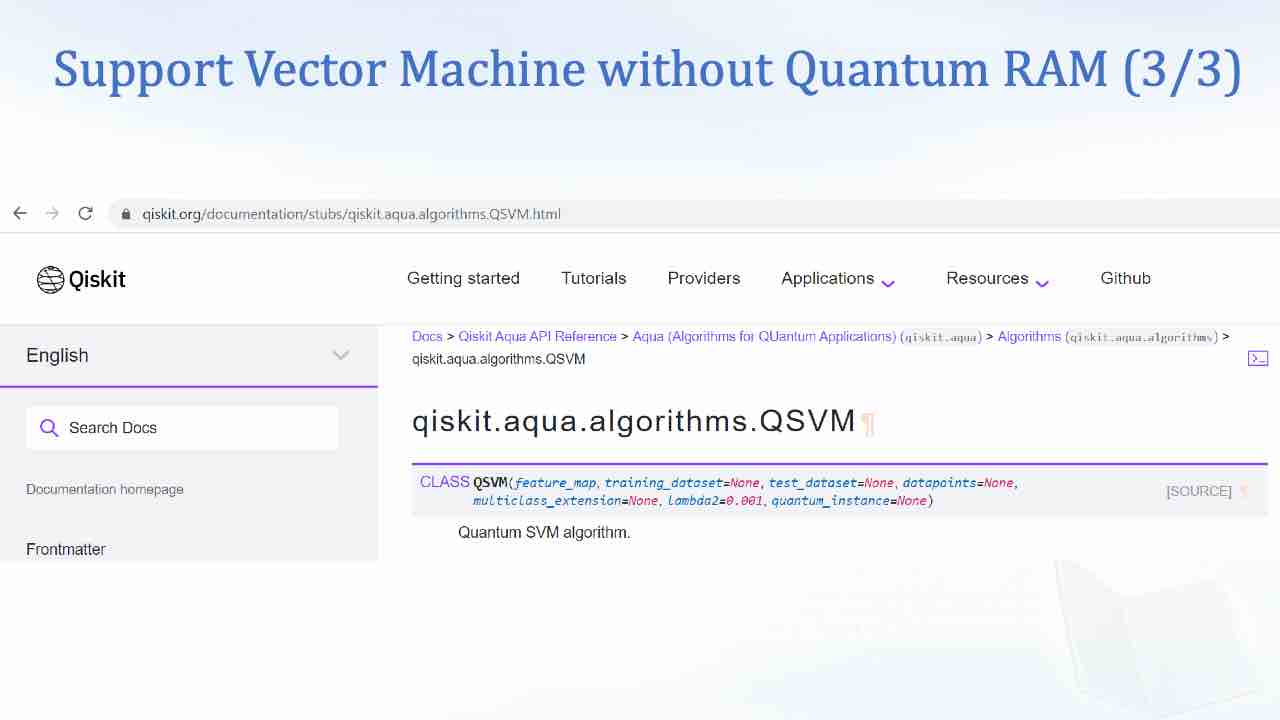 Support Vector Machine without Quantum RAM (3/3)
qiskit.org/documentation/stubs/qiskit.aqua.algorithms.QSVM.html
Qiskit
Getting started Tutorials Providers Applications Resources Github
English
Search Docs
Documentation homepage
Frontmatter
Docs > Qiskit Aqua API Reference > Aqua (Algorithms for QUantum Applications) (qiskit.aqua) > Algorithms (qiskit.aqua.algorithms) >
qiskit.aqua.algorithms.QSVM
qiskit.aqua.algorithms.QSVM¶
CLASS QSVM(feature_map, training_dataset=None, test_dataset=None, datapoints=None,
multiclass_extension=None, lambda2=0.001, quantum_instance=None)
[SOURCE] ¶
Quantum SVM algorithm.